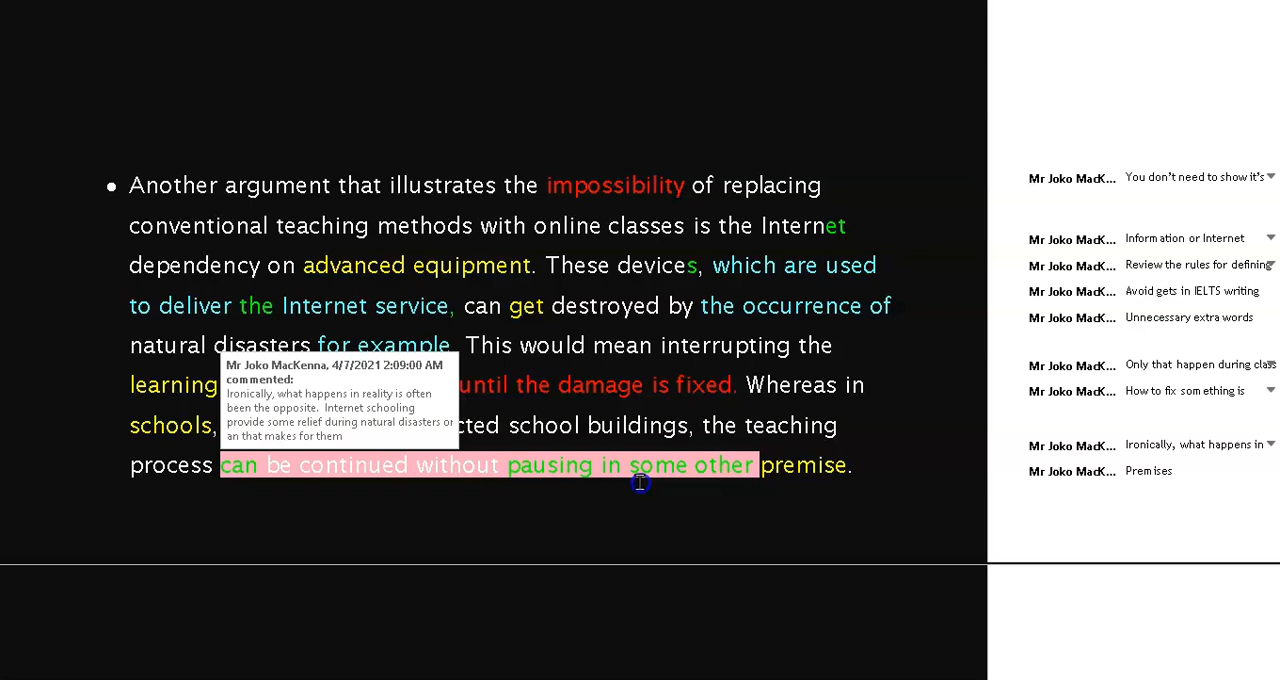 • Another argument that illustrates the impossibility of replacing
conventional teaching methods with online classes is the Internet
dependency on advanced equipment. These devices, which are used
to deliver the Internet service, can get destroyed by the occurrence of
natural disasters for example. This would mean interrupting the
learning until the damage is fixed. Whereas in
schools, cted school buildings, the teaching
process can be continued without pausing in some other premise.
Mr Joko MacKenna, 4/7/2021 2:09:00 AM
commented:
Ironically, what happens in reality is often
been the opposite. Internet schooling
provide some relief during natural disasters or
an that makes for them
Mr Joko MacK... You don't need to show it's
Mr Joko MacK... Information or Internet
Mr Joko MacK... Review the rules for defining
Mr Joko MacK... Avoid gets in IELTS writing
Mr Joko MacK... Unnecessary extra words
Mr Joko MacK... Only that happen during class
Mr Joko MacK... How to fix something is
Mr Joko MacK... Ironically, what happens in
Mr Joko MacK... Premises